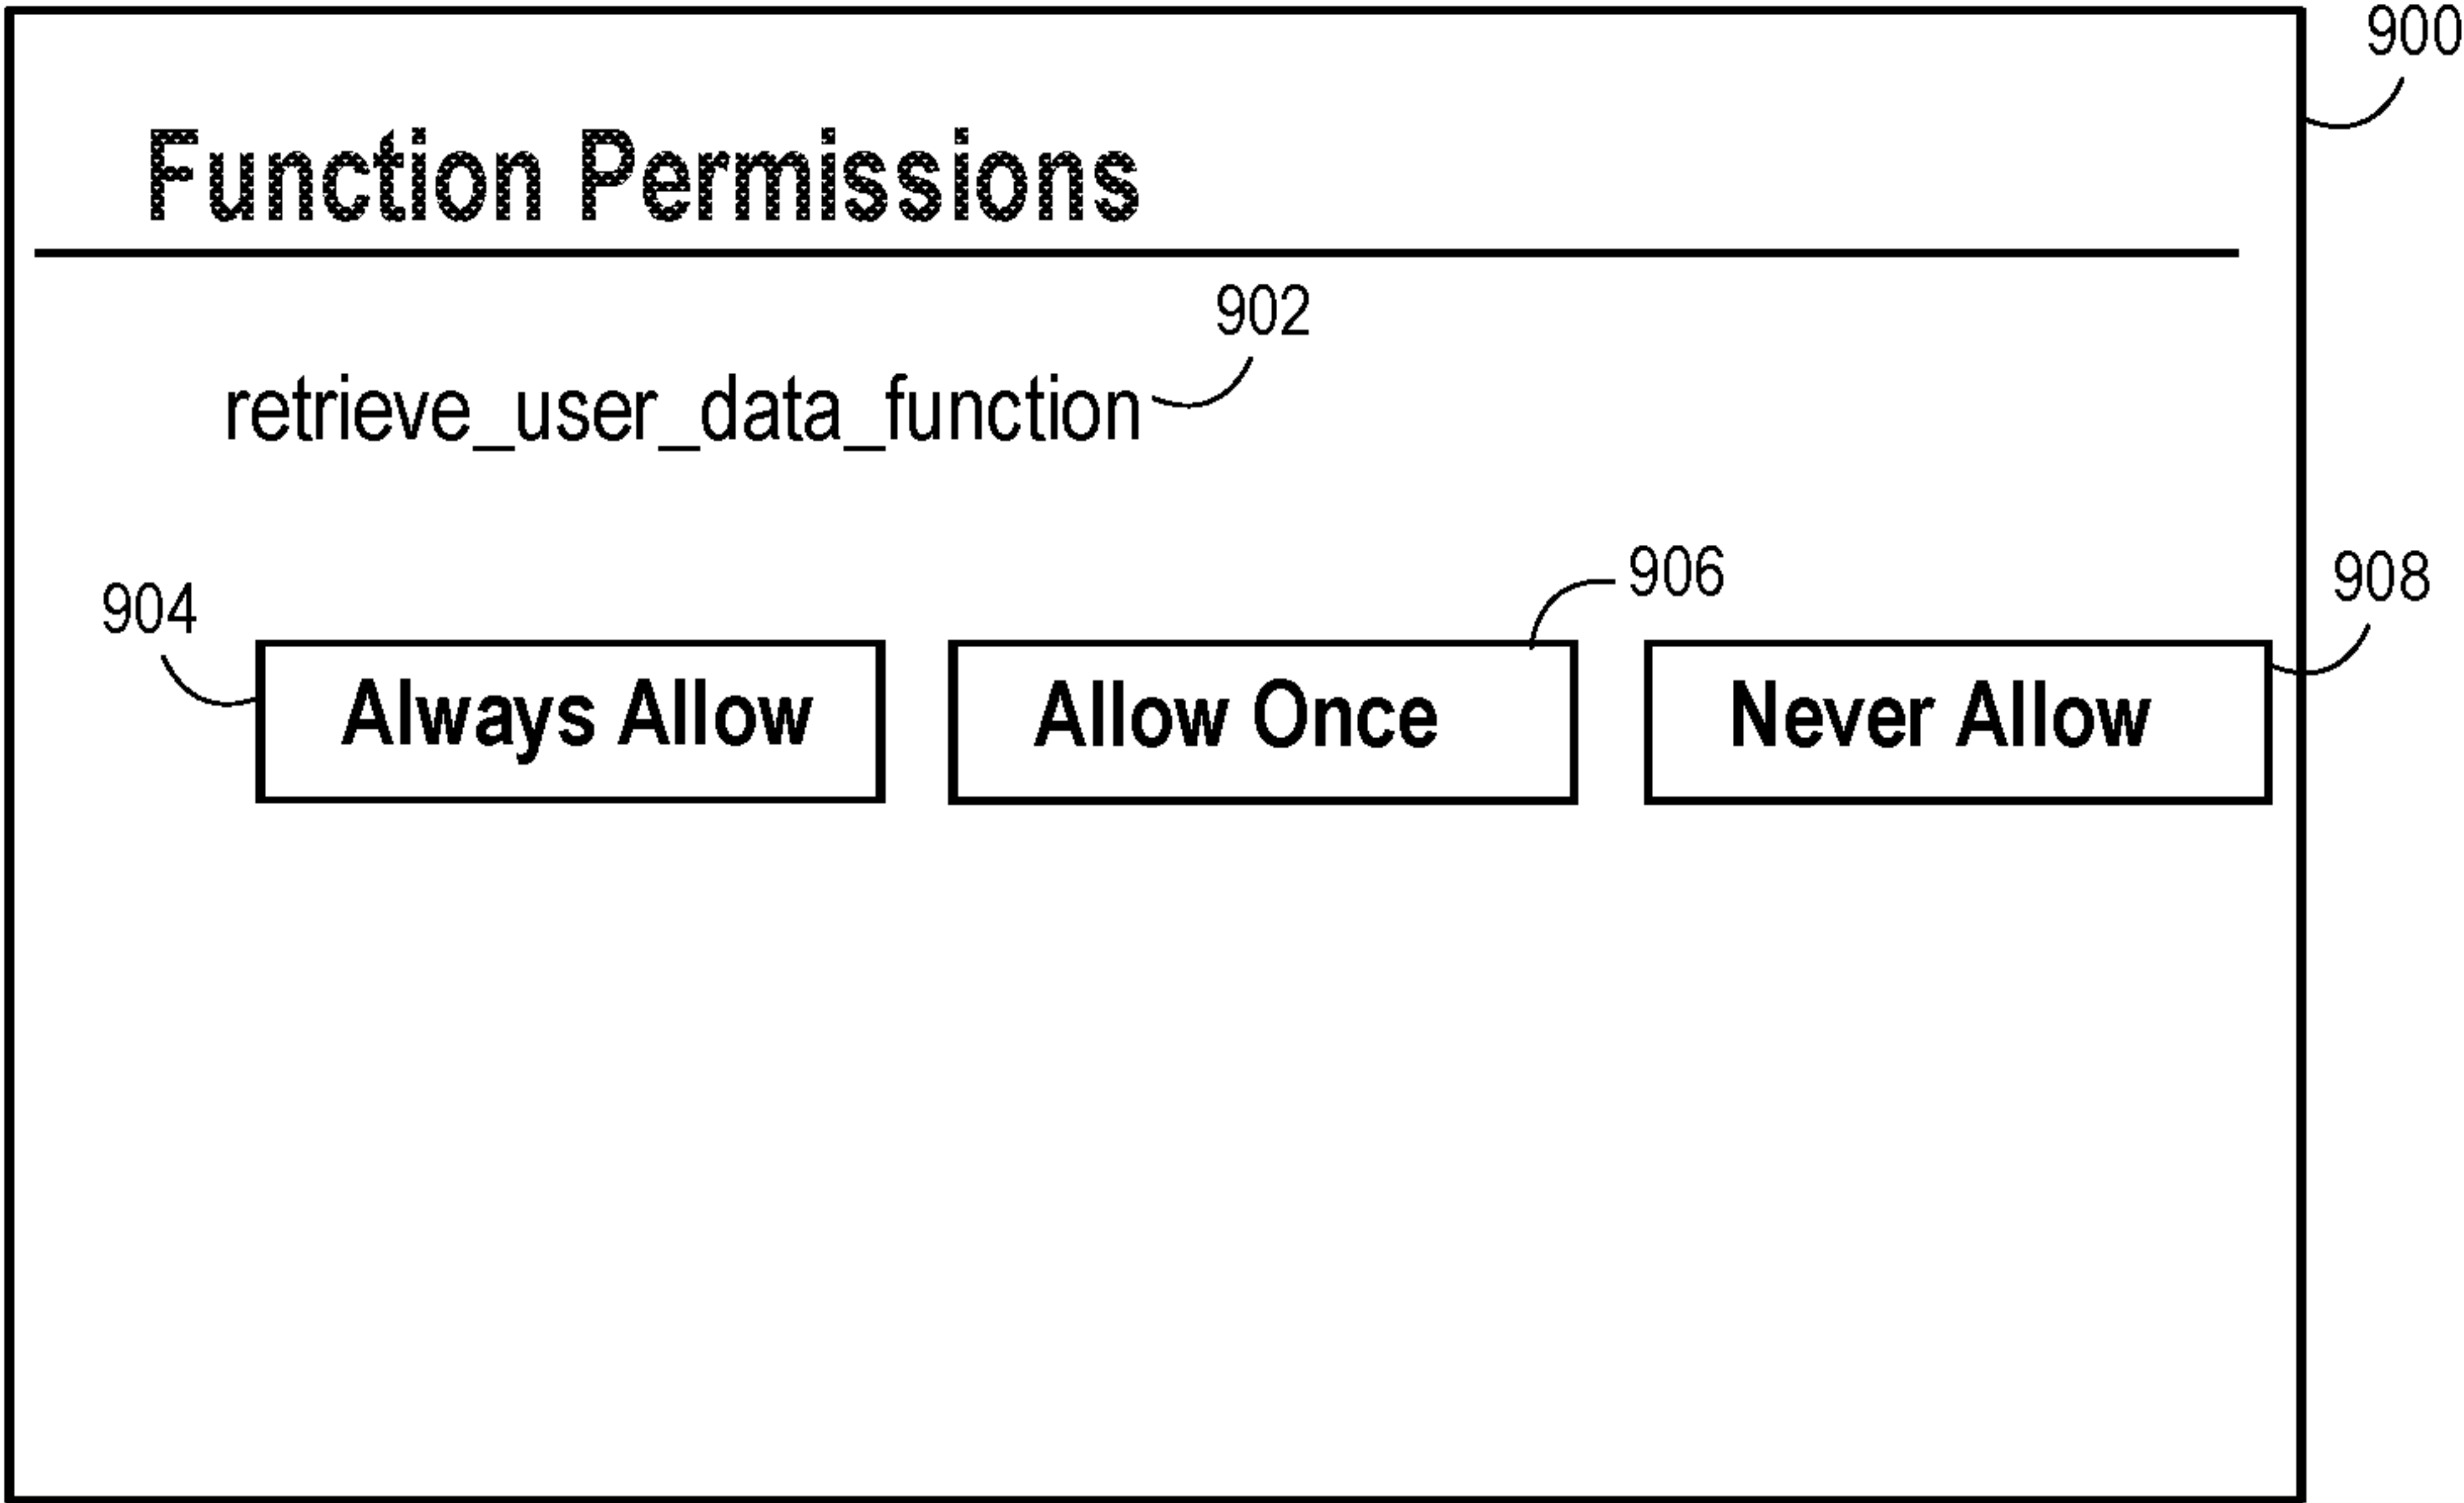 900
Function Permissions
902
retrieve_user_data_function
904
906
908
Always Allow
Allow Once
Never Allow